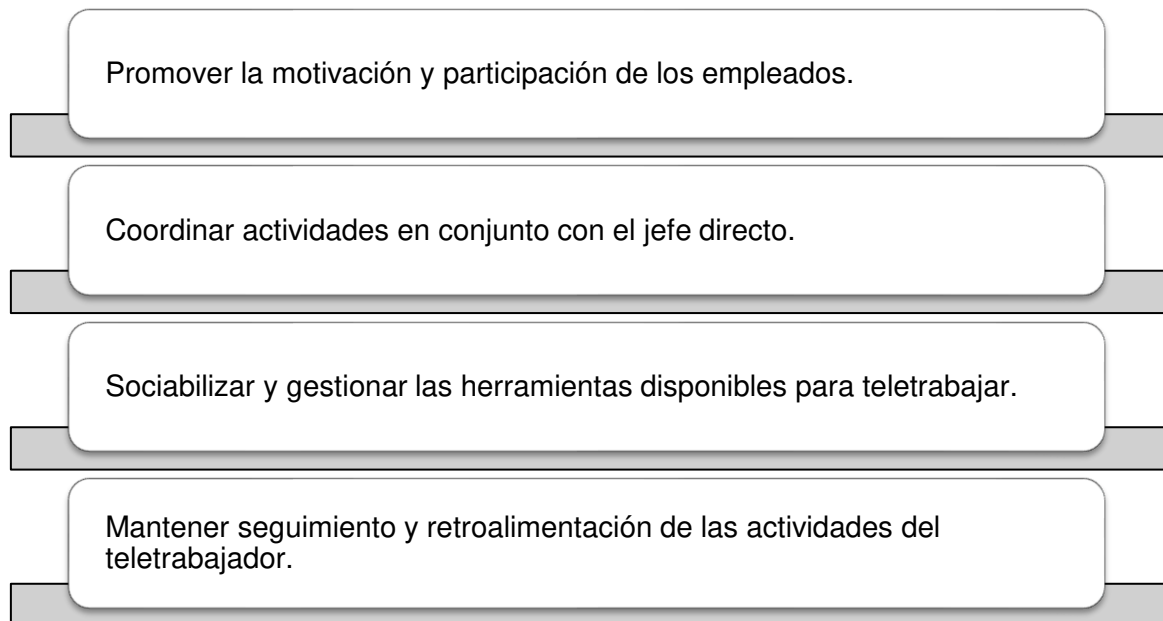 Promover la motivación y participación de los empleados.
Coordinar actividades en conjunto con el jefe directo.
Sociabilizar y gestionar las herramientas disponibles para teletrabajar.
Mantener seguimiento y retroalimentación de las actividades del
teletrabajador.